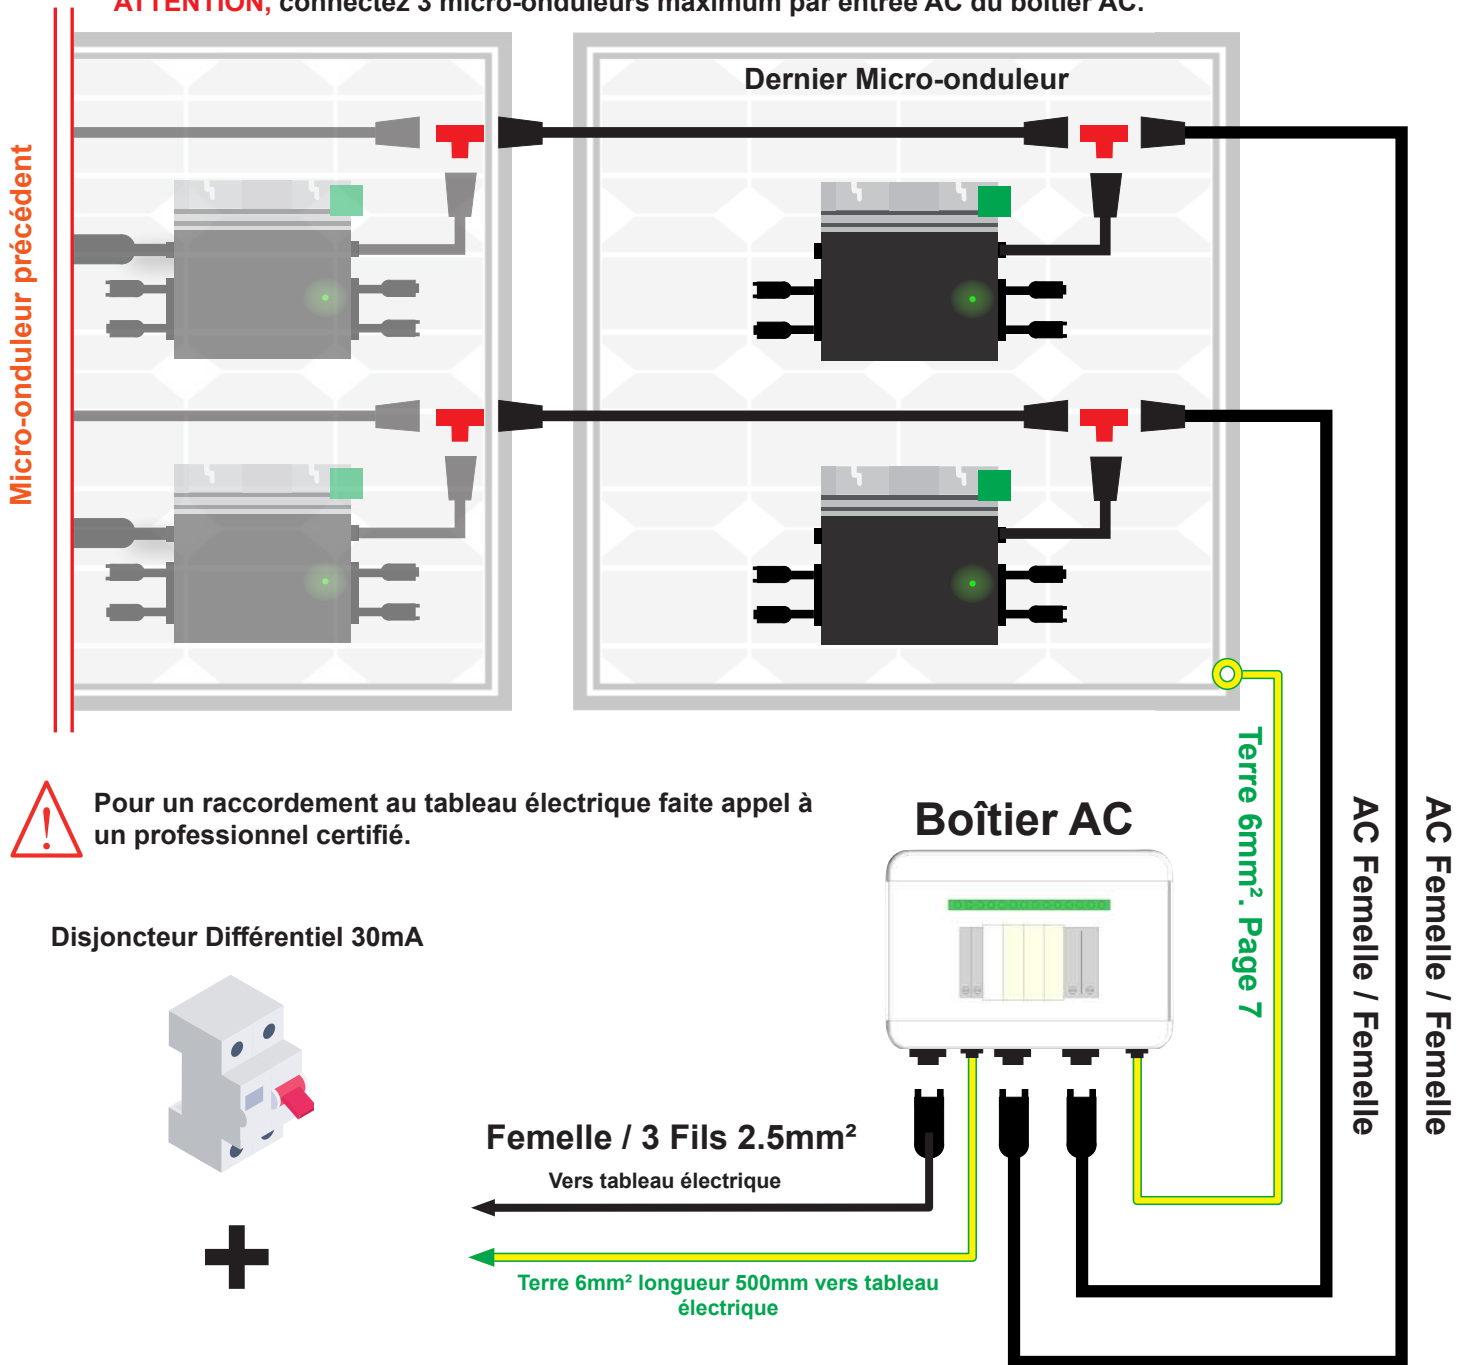 ATTENTION, connectez 3 micro-onduleurs maximum par entrée AC du boîtier AC.
Dernier Micro-onduleur
Micro-onduleur précédent
Terre 6mm². Page 7
AC Femelle / Femelle
AC Femelle / Femelle
Pour un raccordement au tableau électrique faite appel à
un professionnel certifié.
Boîtier AC
Disjoncteur Différentiel 30mA
Femelle / 3 Fils 2.5mm²
Vers tableau électrique
Terre 6mm² longueur 500mm vers tableau
électrique